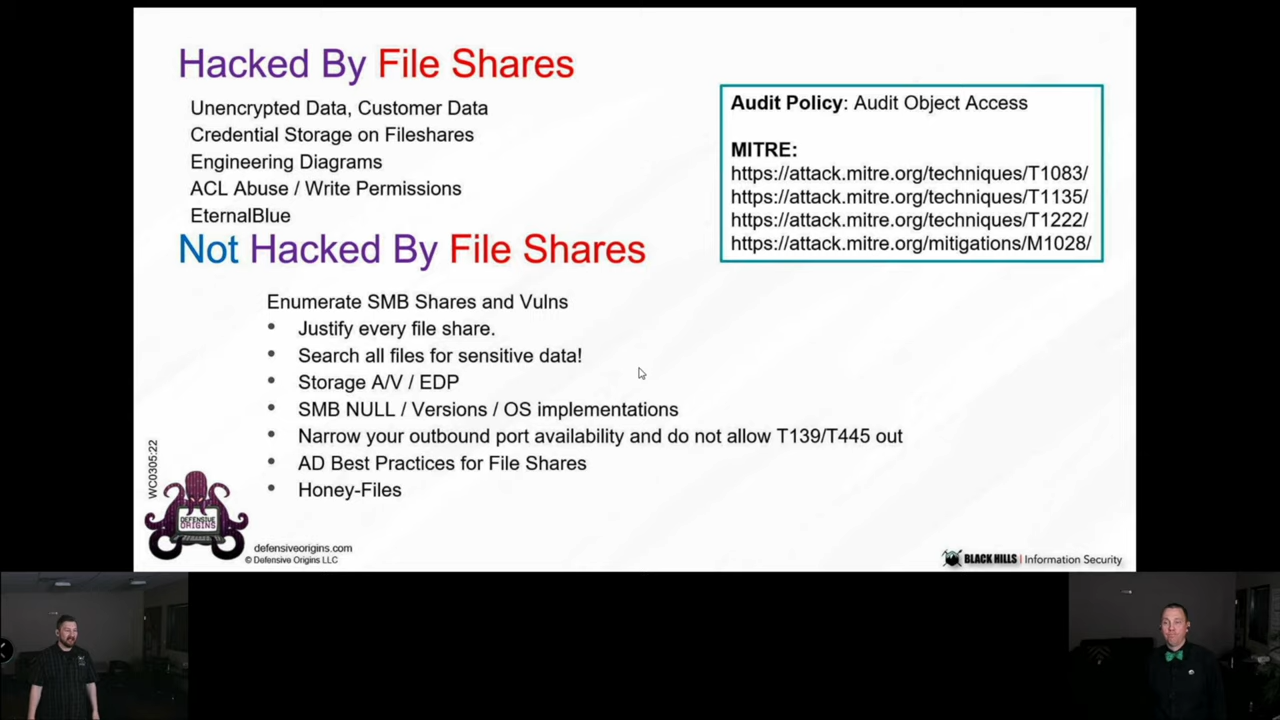 Hacked By File Shares
Unencrypted Data, Customer Data
Credential Storage on Fileshares
Engineering Diagrams
ACL Abuse / Write Permissions
EternalBlue
Audit Policy: Audit Object Access
MITRE:
https://attack.mitre.org/techniques/T1083/
https://attack.mitre.org/techniques/T1135/
https://attack.mitre.org/techniques/T1222/
https://attack.mitre.org/mitigations/M1028/
Not Hacked By File Shares
Enumerate SMB Shares and Vulns
• Justify every file share.
• Search all files for sensitive data!
• Storage A/V / EDP
• SMB NULL / Versions / OS implementations
• Narrow your outbound port availability and do not allow T139/T445 out
• AD Best Practices for File Shares
• Honey-Files
WC0305:22
DEFENSIVE
ORIGINS
defensiveorigins.com
© Defensive Origins LLC
BLACK HILLS | Information Security